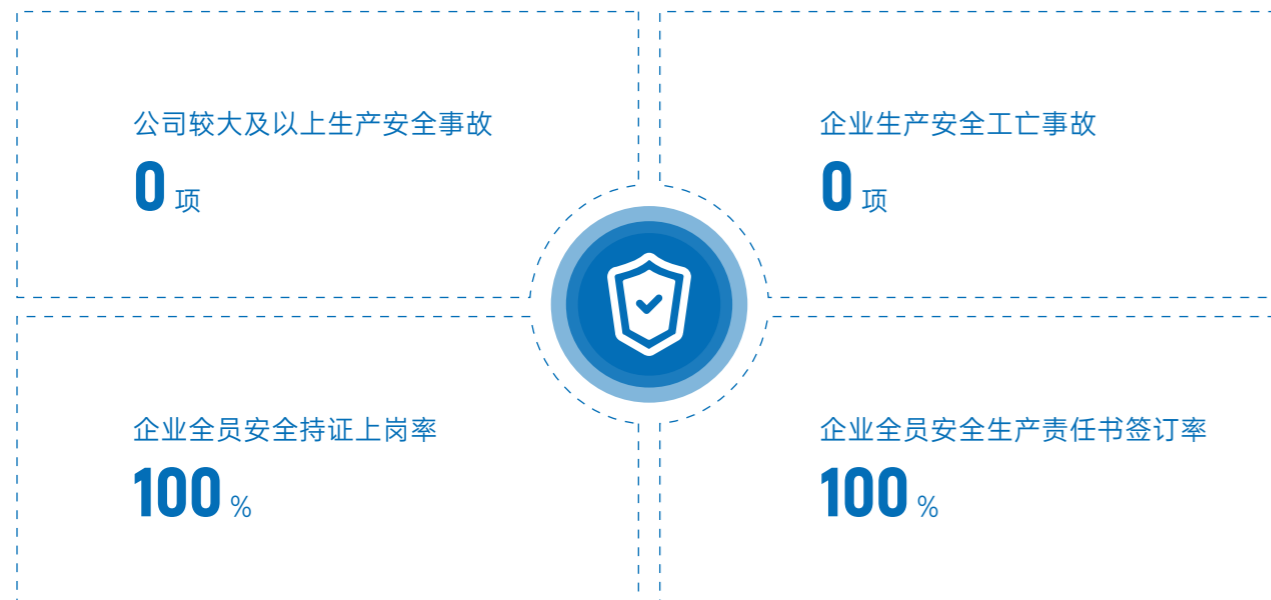 公司较大及以上生产安全事故
0 项
企业生产安全工亡事故
0 项
企业全员安全持证上岗率
100 %
企业全员安全生产责任书签订率
100 %